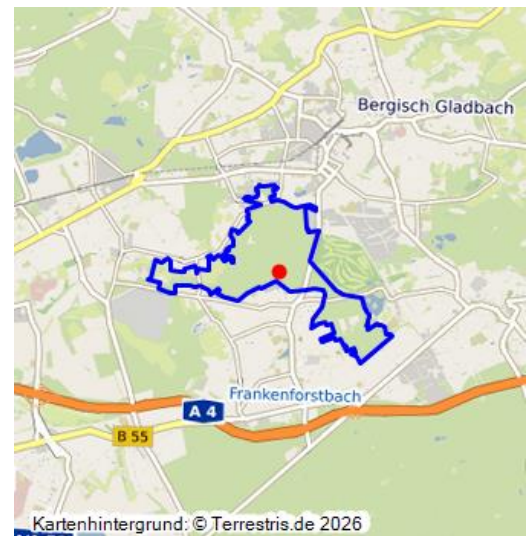 Bergisch Gladbach
Frankenforstbach
A 4
B 55
Kartenhintergrund: © Terrestris.de 2026